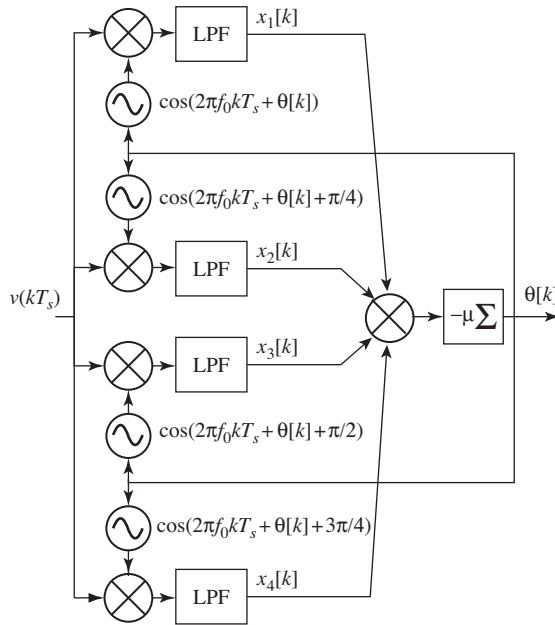 LPF x₁[k]
cos(2πf₀kTₛ + θ[k])
cos(2πf₀kTₛ + θ[k] + π/4)
LPF x₂[k]
v(kTₛ)
−μΣ θ[k]
LPF x₃[k]
cos(2πf₀kTₛ + θ[k] + π/2)
cos(2πf₀kTₛ + θ[k] + 3π/4)
LPF x₄[k]